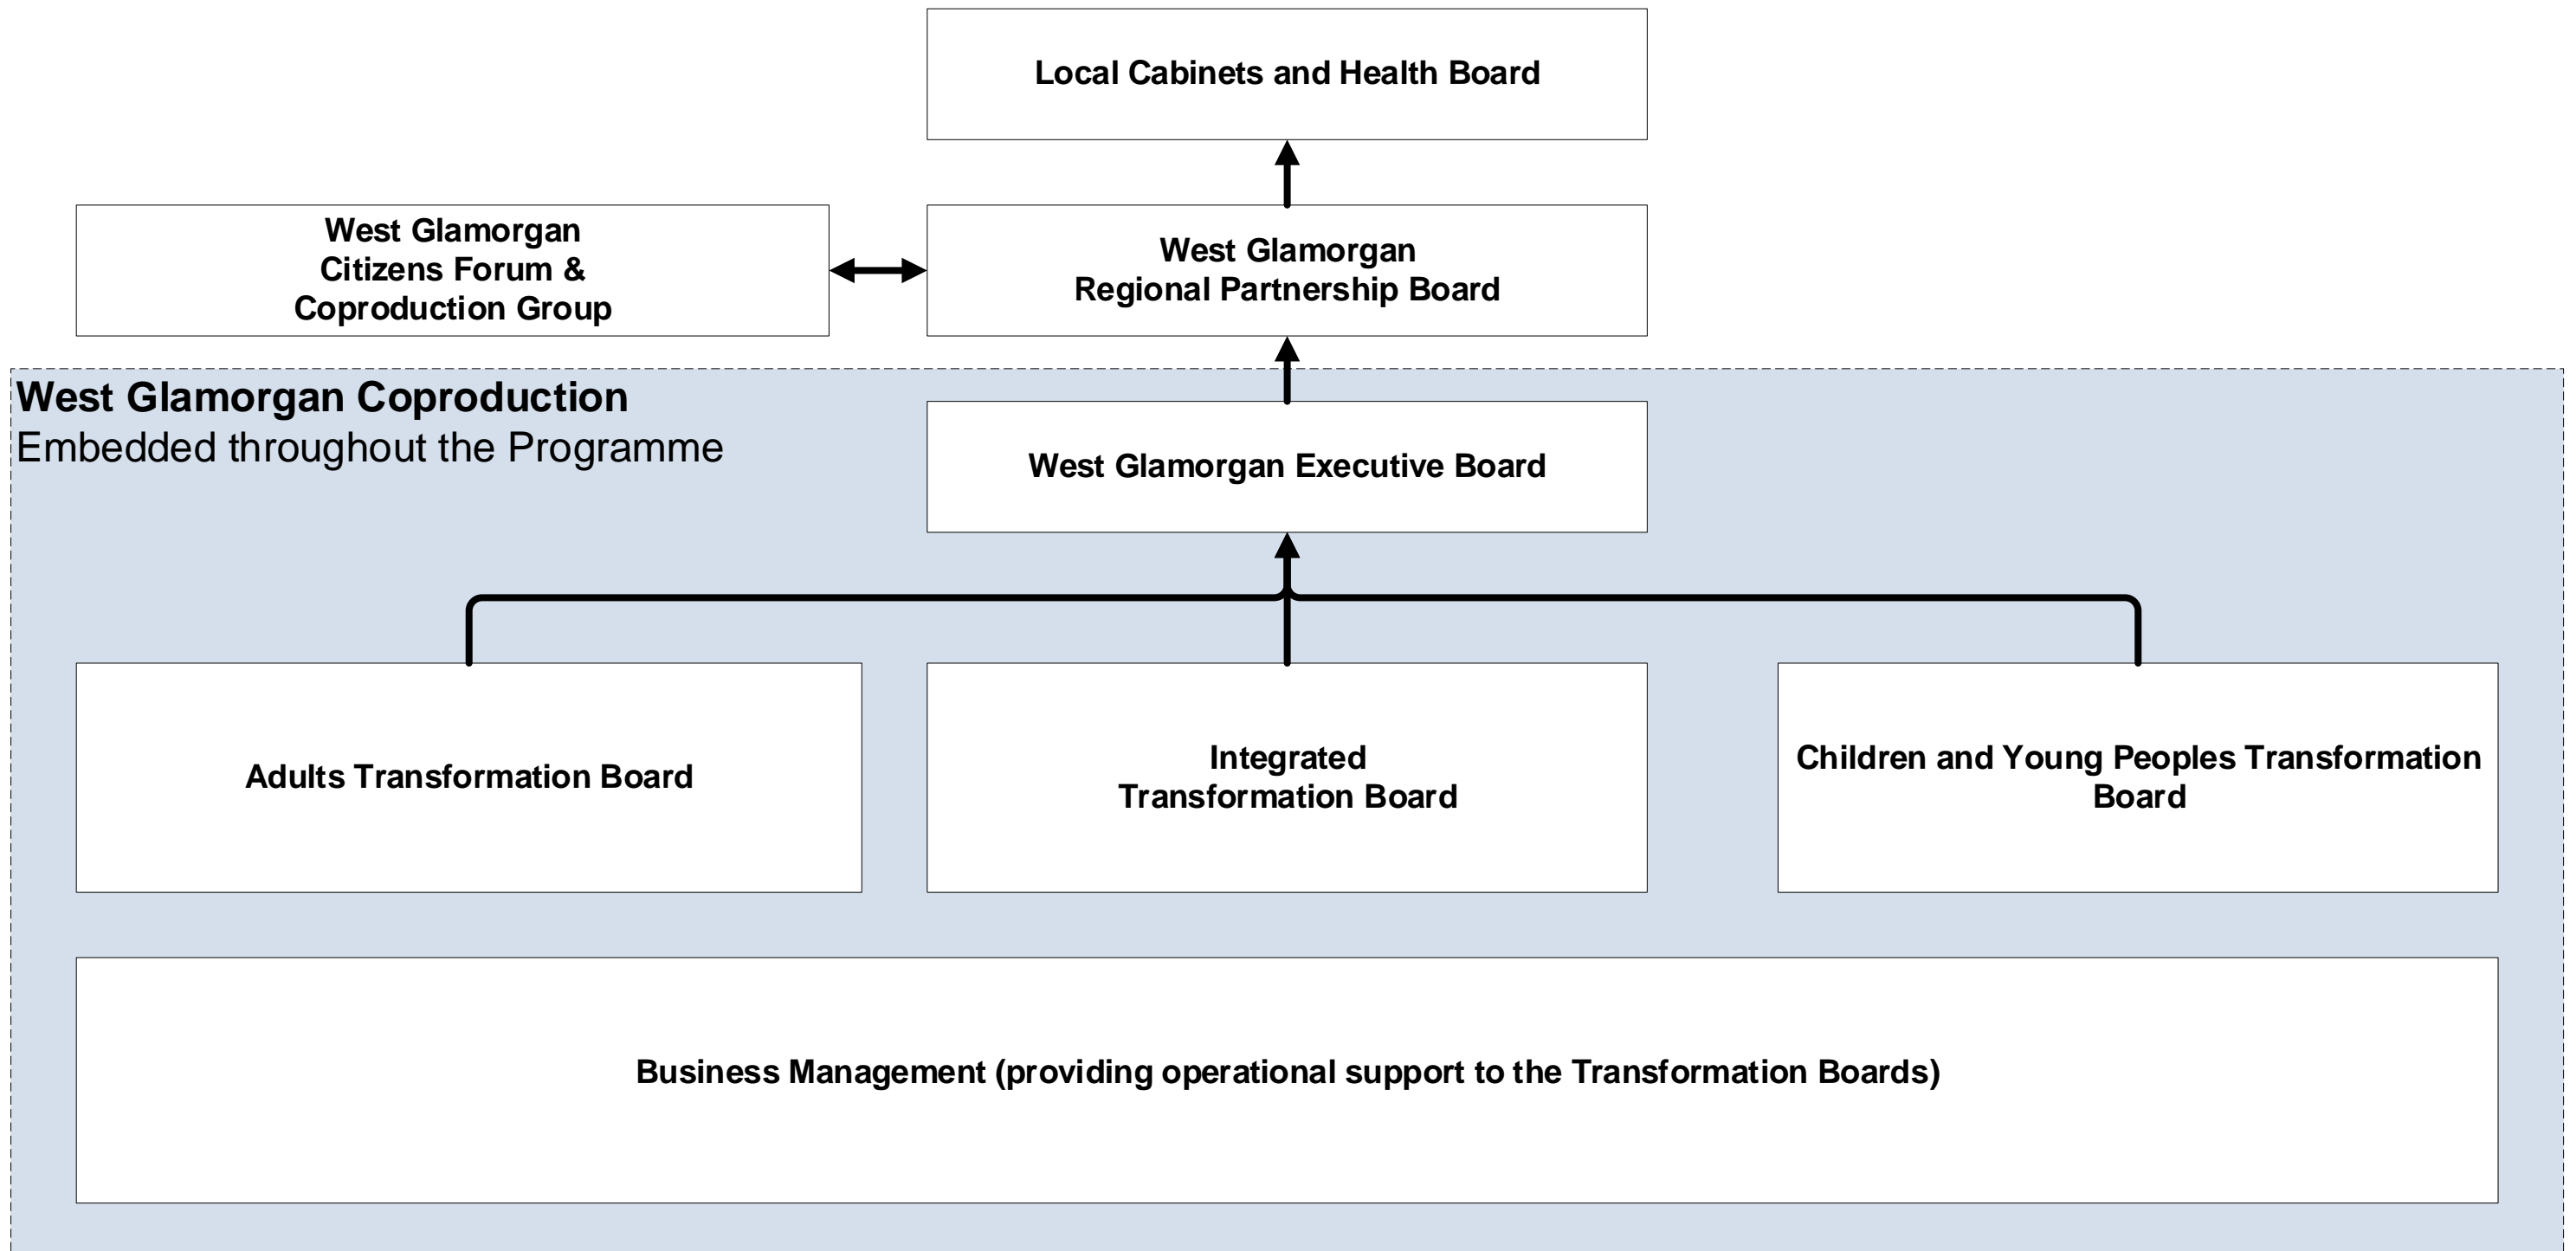 Local Cabinets and Health Board
West Glamorgan
Citizens Forum &
Coproduction Group
West Glamorgan
Regional Partnership Board
West Glamorgan Coproduction
Embedded throughout the Programme
West Glamorgan Executive Board
Adults Transformation Board
Integrated
Transformation Board
Children and Young Peoples Transformation
Board
Business Management (providing operational support to the Transformation Boards)